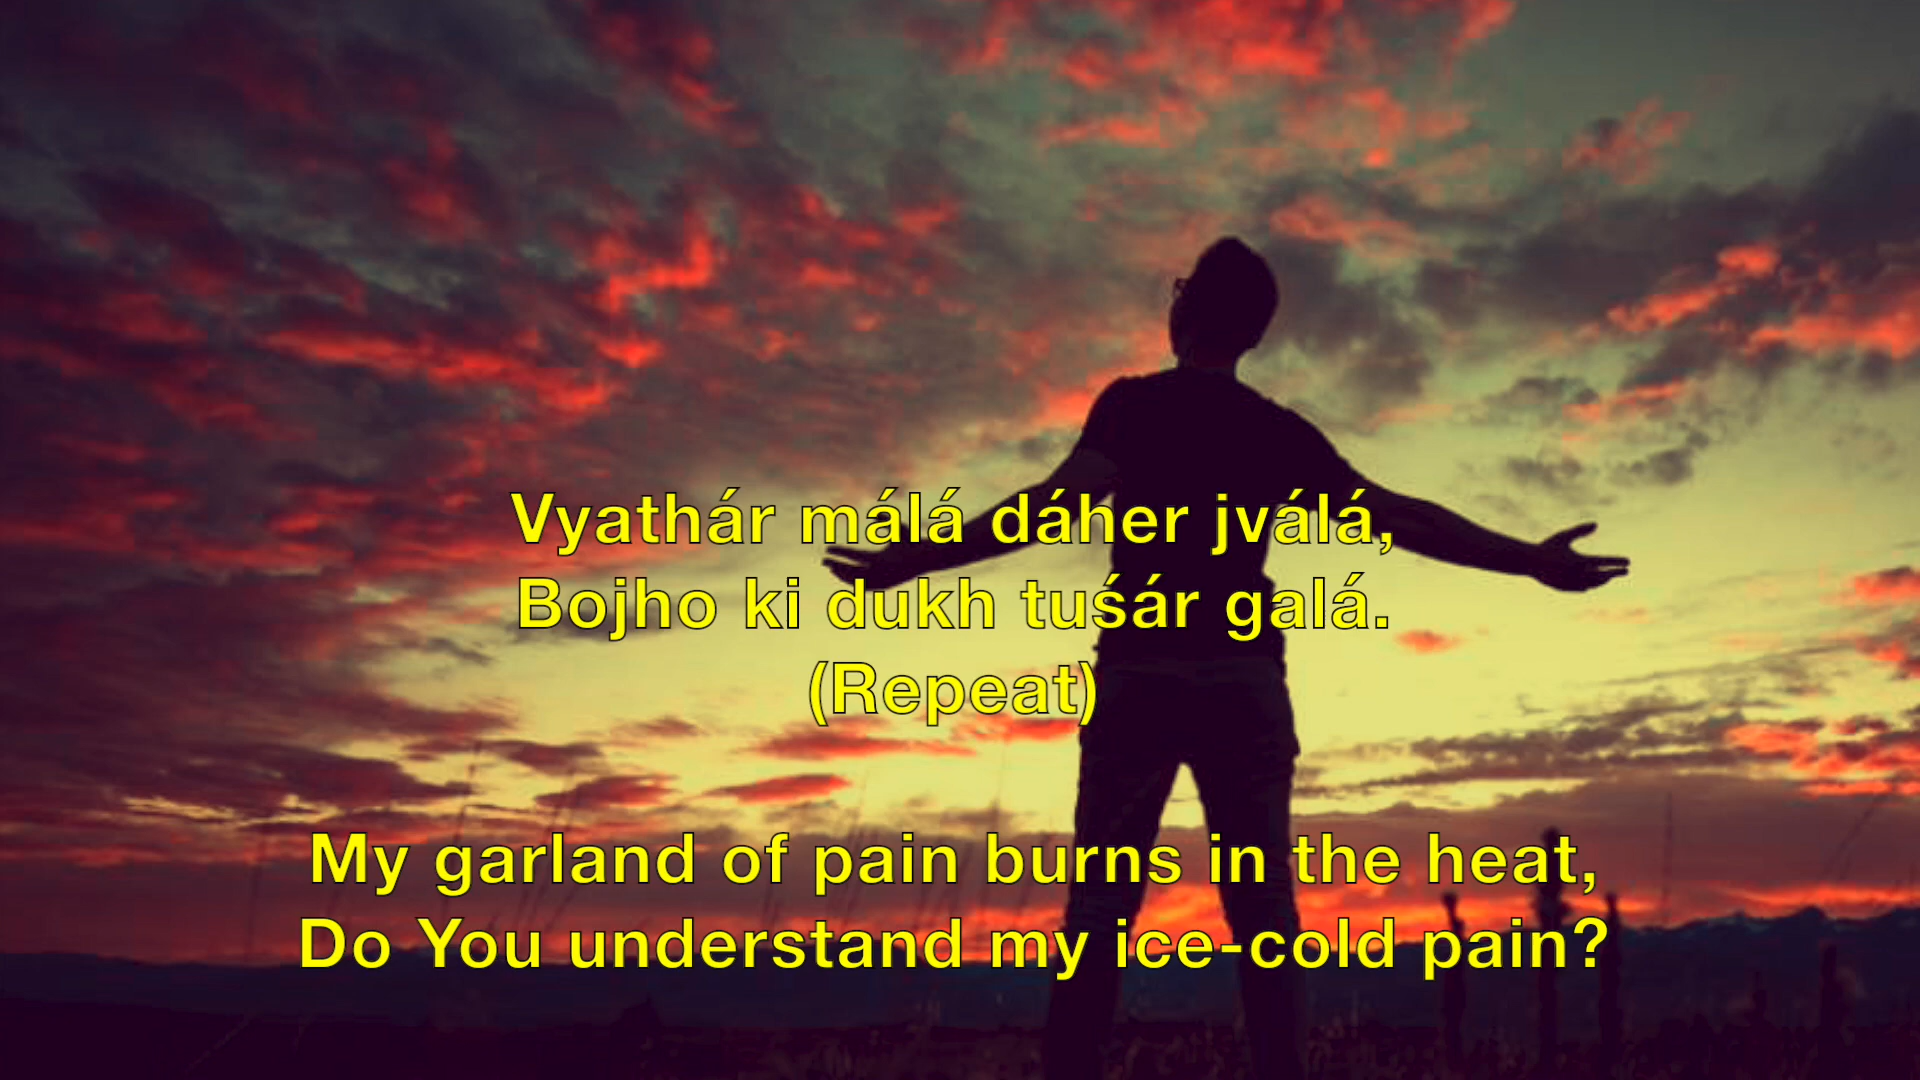 Vyathár málá dáher jválá,
Bojho ki dukh tuśár galá.
(Repeat)
My garland of pain burns in the heat,
Do You understand my ice-cold pain?